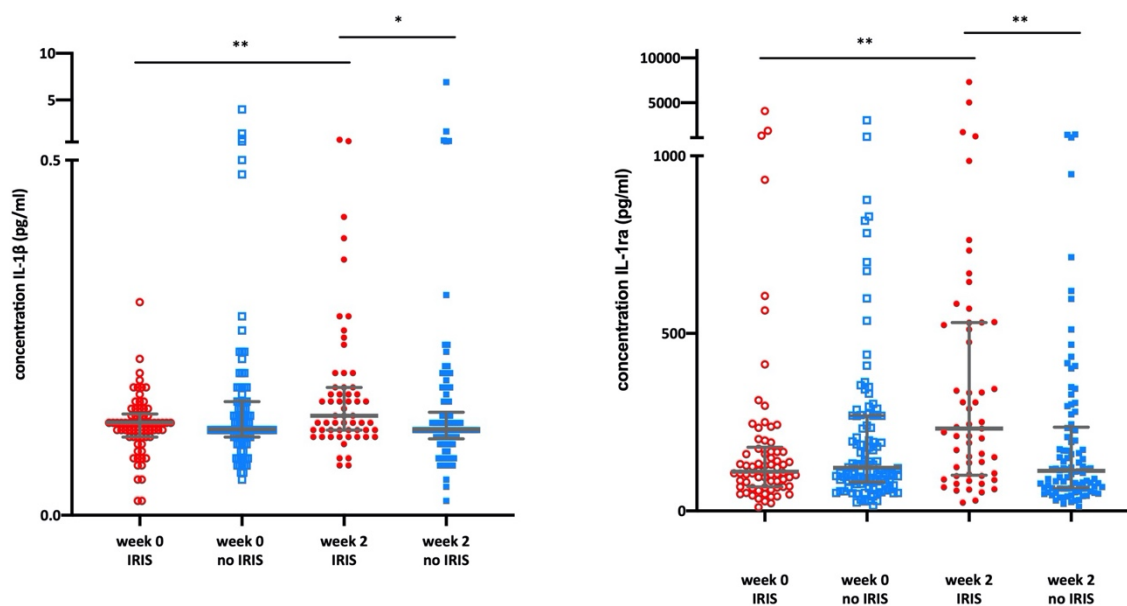 *
**
10
5
0.5
0.0
concentration IL-1β (pg/ml)
week 0
IRIS
week 0
no IRIS
week 2
IRIS
week 2
no IRIS
**
**
10000
5000
1000
500
0
concentration IL-1ra (pg/ml)
week 0
IRIS
week 0
no IRIS
week 2
IRIS
week 2
no IRIS